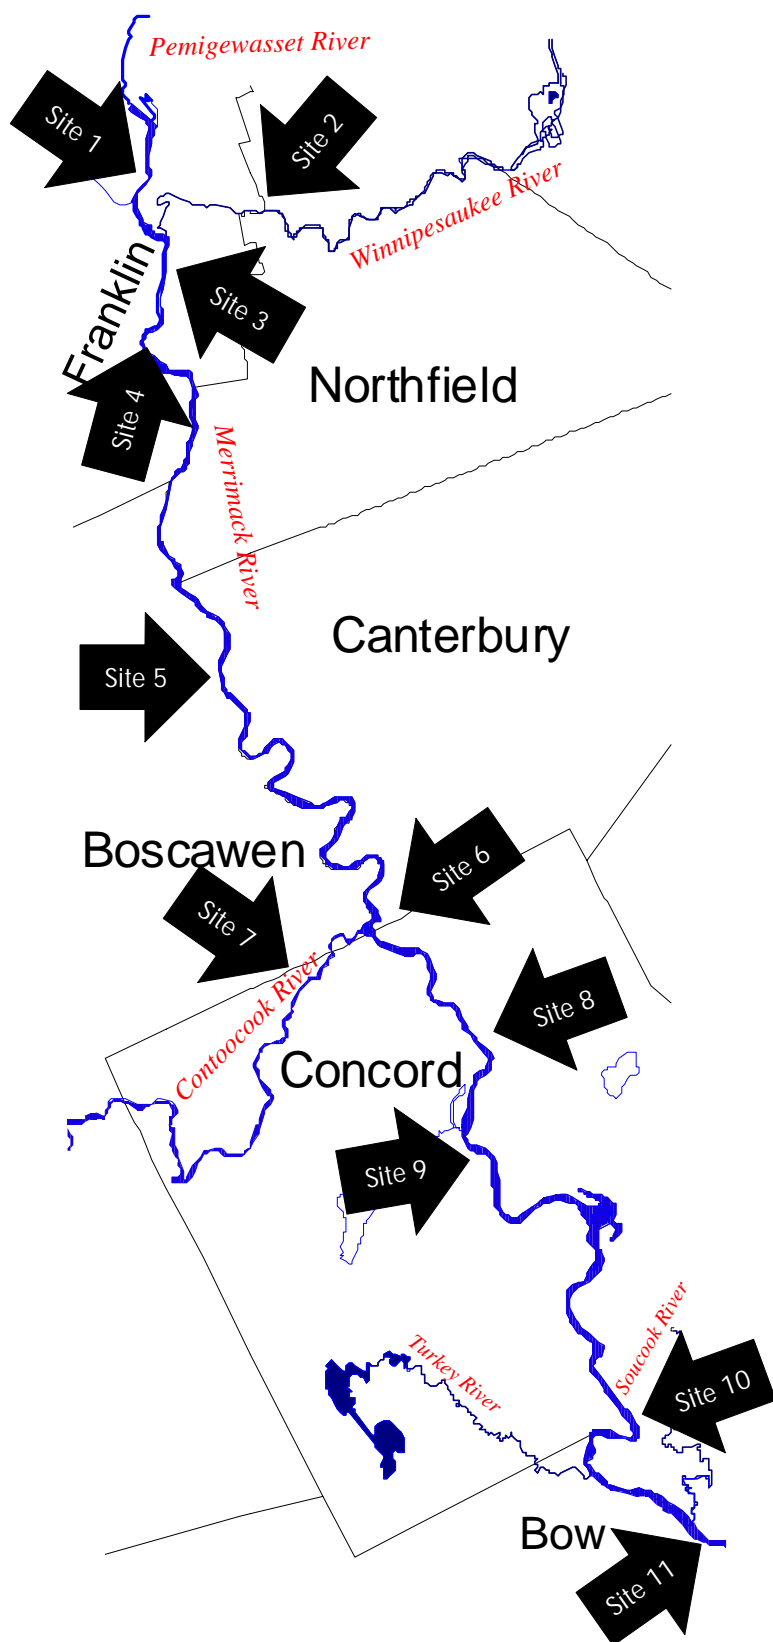 Pemigewasset River
Site 1
Site 2
Winnipesaukee River
Franklin
Site 3
Northfield
Site 4
Merrimack River
Canterbury
Site 5
Boscawen
Site 6
Site 7
Contoocook River
Site 8
Concord
Site 9
Soucook River
Turkey River
Site 10
Bow
Site 11